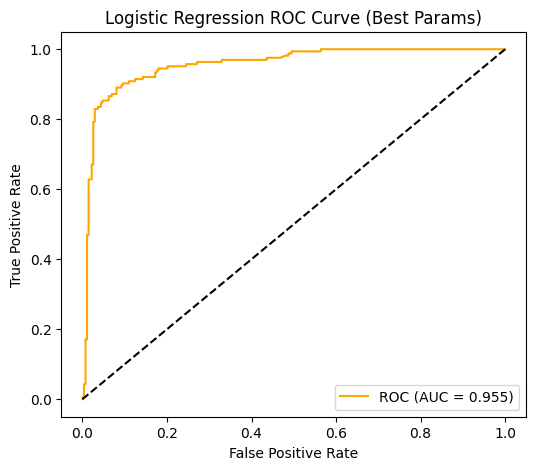 Logistic Regression ROC Curve (Best Params)
True Positive Rate
1.0
0.8
0.6
0.4
0.2
0.0
0.0 0.2 0.4 0.6 0.8 1.0
False Positive Rate
ROC (AUC = 0.955)